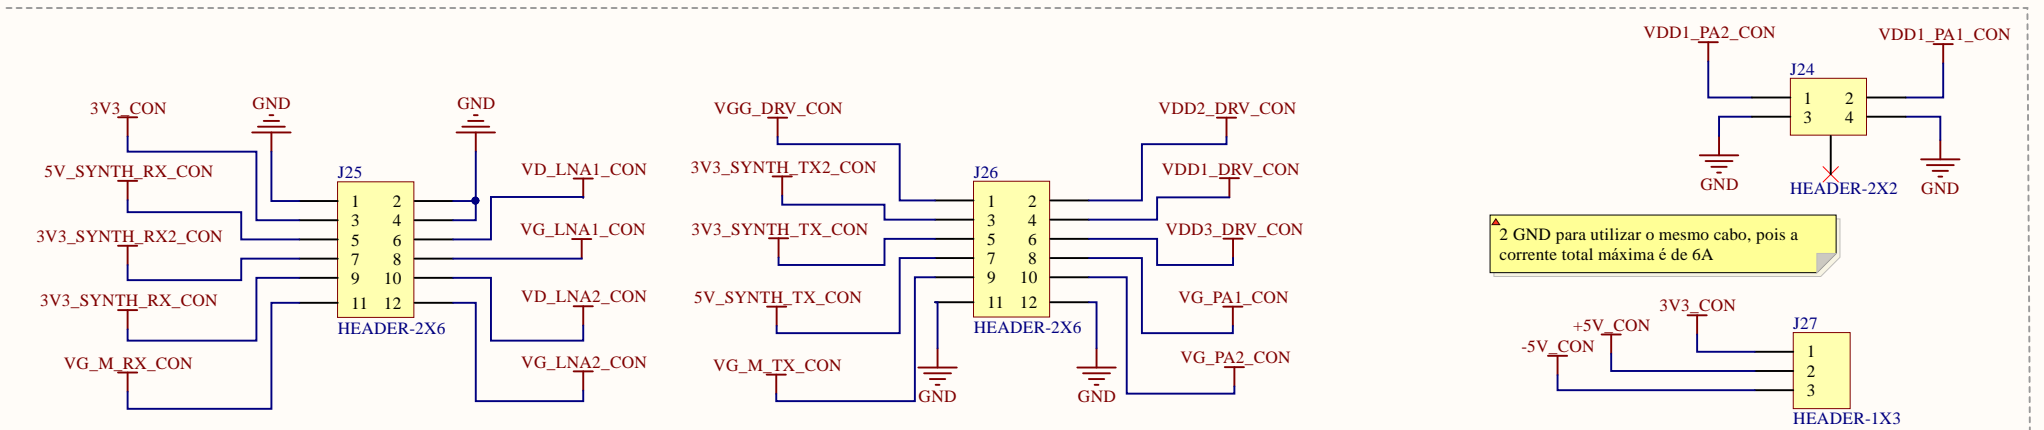 VDD1_PA2_CON
VDD1_PA1_CON
J24
1 2
3 4
GND
HEADER-2X2
GND
3V3_CON
GND
GND
5V_SYNTH_RX_CON
J25
VD_LNA1_CON
1 2
3 4
5 6
7 8
9 10
11 12
3V3_SYNTH_RX2_CON
VG_LNA1_CON
3V3_SYNTH_RX_CON
VD_LNA2_CON
HEADER-2X6
VG_M_RX_CON
VG_LNA2_CON
VGG_DRV_CON
VDD2_DRV_CON
3V3_SYNTH_TX2_CON
J26
VDD1_DRV_CON
1 2
3 4
5 6
7 8
9 10
11 12
3V3_SYNTH_TX_CON
VDD3_DRV_CON
5V_SYNTH_TX_CON
VG_PA1_CON
HEADER-2X6
VG_M_TX_CON
VG_PA2_CON
GND
GND
2 GND para utilizar o mesmo cabo, pois a
corrente total máxima é de 6A
3V3_CON
+5V_CON
-5V_CON
J27
1
2
3
HEADER-1X3